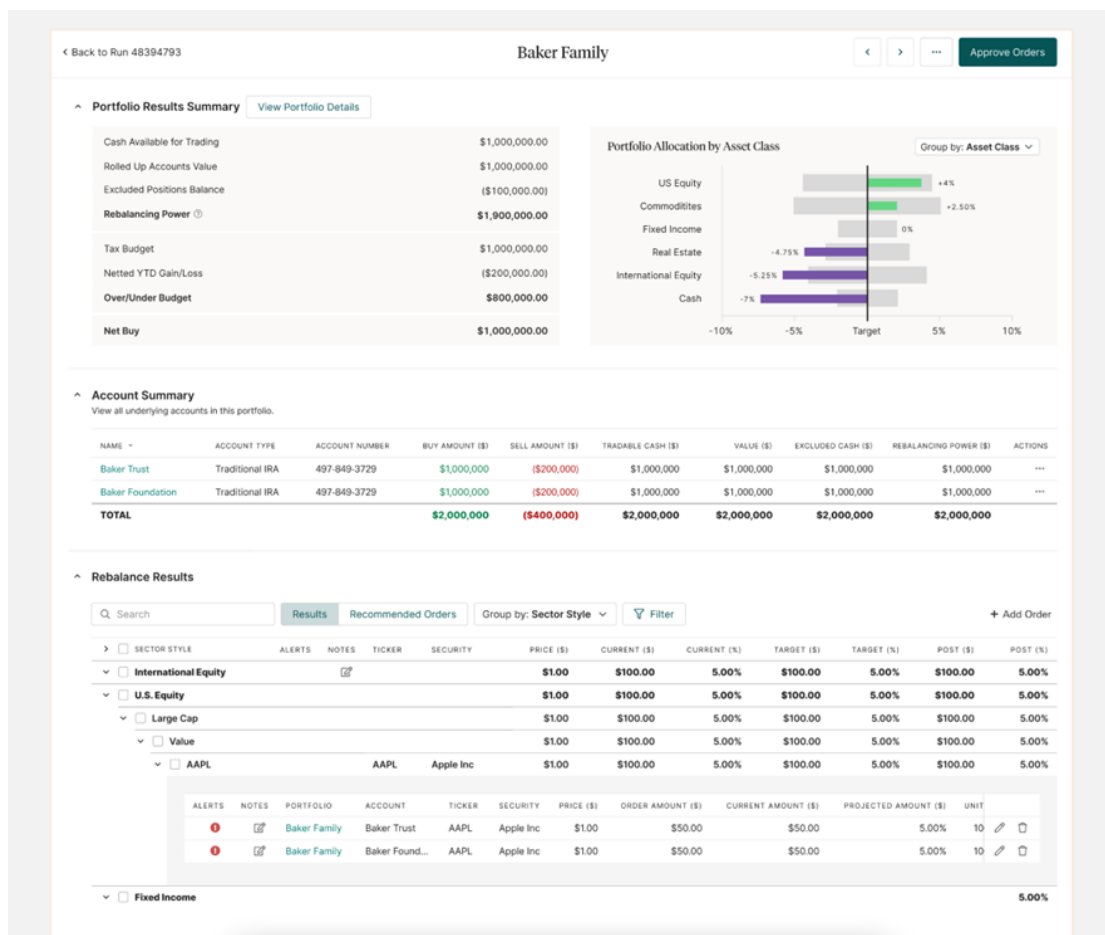 Back to Run 48394793
Baker Family
Approve Orders
Portfolio Results Summary
View Portfolio Details
Cash Available for Trading $1,000,000.00
Rolled Up Accounts Value $1,000,000.00
Excluded Positions Balance ($100,000.00)
Rebalancing Power $1,900,000.00
Tax Budget $1,000,000.00
Netted YTD Gain/Loss ($200,000.00)
Over/Under Budget $800,000.00
Net Buy $1,000,000.00
Portfolio Allocation by Asset Class
Group by: Asset Class
US Equity +4%
Commoditites +2.50%
Fixed Income 0%
Real Estate -4.75%
International Equity -5.25%
Cash -7%
-10% -5% Target 5% 10%
Account Summary
View all underlying accounts in this portfolio.
NAME ACCOUNT TYPE ACCOUNT NUMBER BUY AMOUNT ($) SELL AMOUNT ($) TRADABLE CASH ($) VALUE ($) EXCLUDED CASH ($) REBALANCING POWER ($) ACTIONS
Baker Trust Traditional IRA 497-849-3729 $1,000,000 ($200,000) $1,000,000 $1,000,000 $1,000,000 $1,000,000 ...
Baker Foundation Traditional IRA 497-849-3729 $1,000,000 ($200,000) $1,000,000 $1,000,000 $1,000,000 $1,000,000 ...
TOTAL $2,000,000 ($400,000) $2,000,000 $2,000,000 $2,000,000 $2,000,000
Rebalance Results
Search
Results
Recommended Orders
Group by: Sector Style
Filter
+ Add Order
SECTOR STYLE ALERTS NOTES TICKER SECURITY PRICE ($) CURRENT ($) CURRENT (%) TARGET ($) TARGET (%) POST ($) POST (%)
International Equity $1.00 $100.00 5.00% $100.00 5.00% $100.00 5.00%
U.S. Equity $1.00 $100.00 5.00% $100.00 5.00% $100.00 5.00%
Large Cap $1.00 $100.00 5.00% $100.00 5.00% $100.00 5.00%
Value $1.00 $100.00 5.00% $100.00 5.00% $100.00 5.00%
AAPL AAPL Apple Inc $1.00 $100.00 5.00% $100.00 5.00% $100.00 5.00%
ALERTS NOTES PORTFOLIO ACCOUNT TICKER SECURITY PRICE ($) ORDER AMOUNT ($) CURRENT AMOUNT ($) PROJECTED AMOUNT ($) UNIT
Baker Family Baker Trust AAPL Apple Inc $1.00 $50.00 $50.00 5.00% 10
Baker Family Baker Found... AAPL Apple Inc $1.00 $50.00 $50.00 5.00% 10
Fixed Income 5.00%